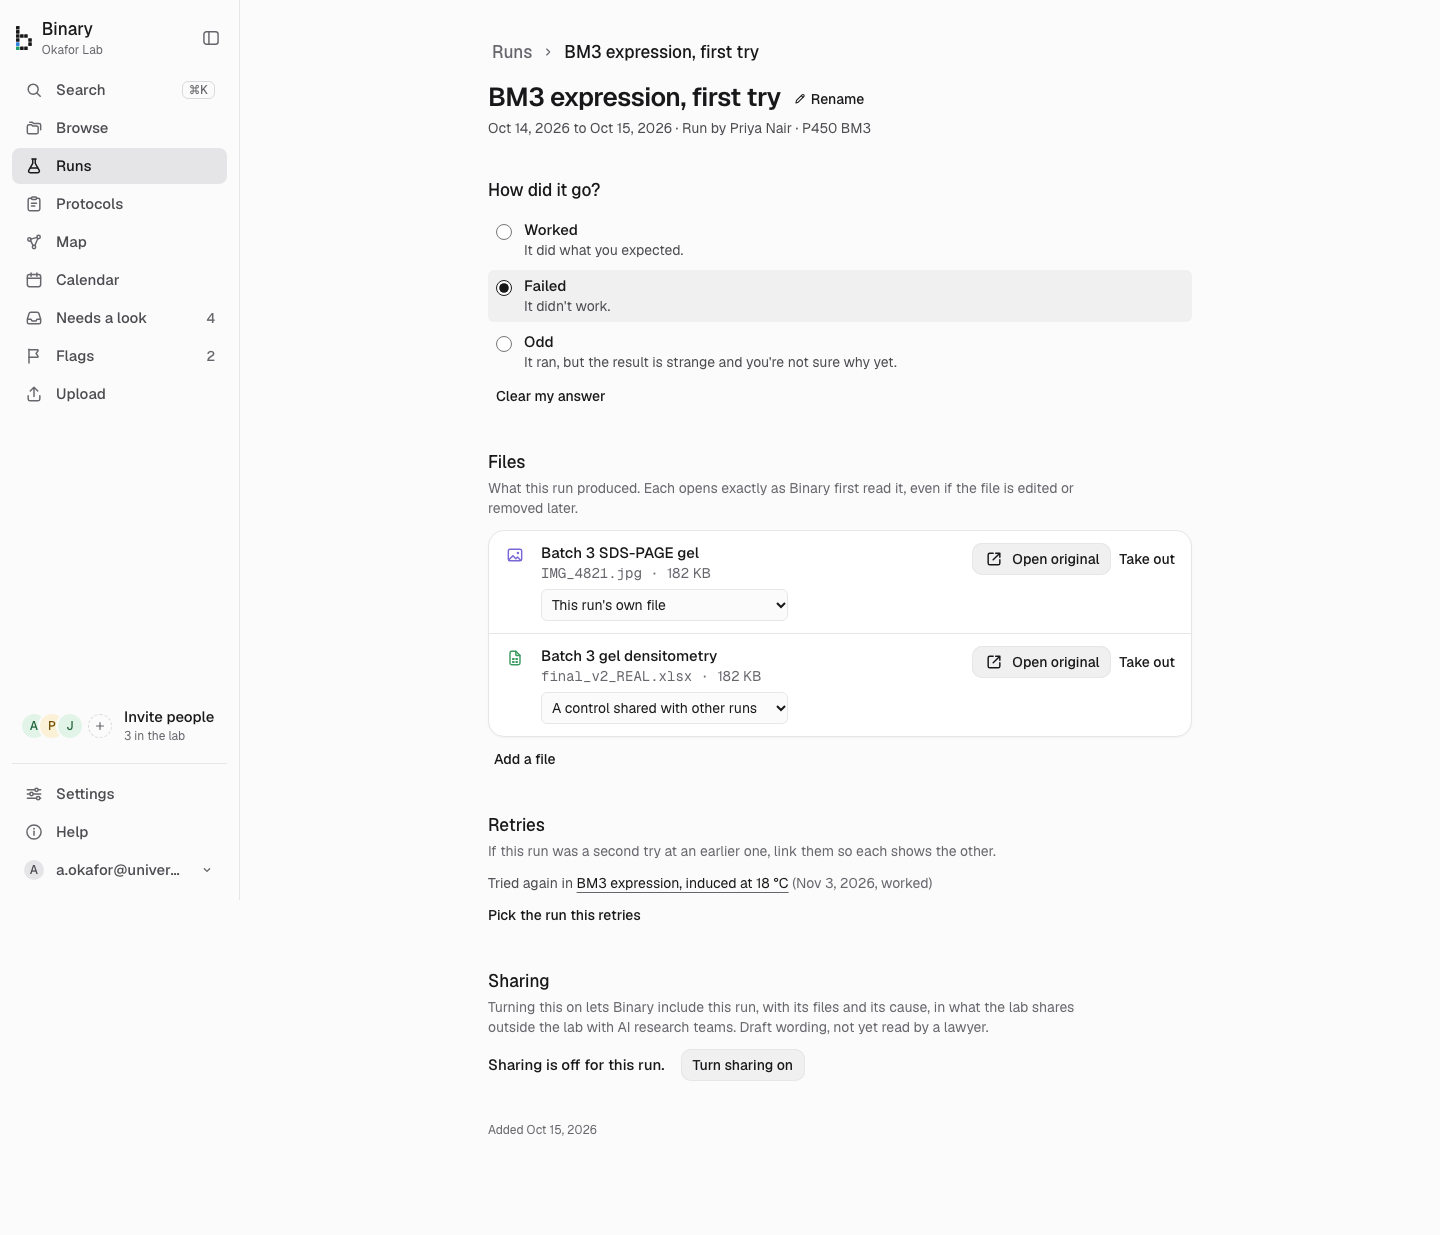 Binary
Okafor Lab
Search
⌘K
Browse
Runs
Protocols
Map
Calendar
Needs a look 4
Flags 2
Upload
A P J
Invite people
3 in the lab
Settings
Help
A a.okafor@univer...
Runs › BM3 expression, first try
BM3 expression, first try
Rename
Oct 14, 2026 to Oct 15, 2026 · Run by Priya Nair · P450 BM3
How did it go?
Worked
It did what you expected.
Failed
It didn't work.
Odd
It ran, but the result is strange and you're not sure why yet.
Clear my answer
Files
What this run produced. Each opens exactly as Binary first read it, even if the file is edited or
removed later.
Batch 3 SDS-PAGE gel
IMG_4821.jpg · 182 KB
This run's own file
Open original
Take out
Batch 3 gel densitometry
final_v2_REAL.xlsx · 182 KB
A control shared with other runs
Open original
Take out
Add a file
Retries
If this run was a second try at an earlier one, link them so each shows the other.
Tried again in BM3 expression, induced at 18 °C (Nov 3, 2026, worked)
Pick the run this retries
Sharing
Turning this on lets Binary include this run, with its files and its cause, in what the lab shares
outside the lab with AI research teams. Draft wording, not yet read by a lawyer.
Sharing is off for this run.
Turn sharing on
Added Oct 15, 2026